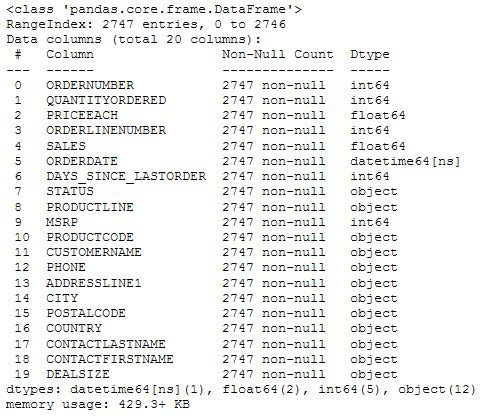 <class 'pandas.core.frame.DataFrame'>
RangeIndex: 2747 entries, 0 to 2746
Data columns (total 20 columns):
 #   Column              Non-Null Count  Dtype
---  ------              --------------  -----
 0   ORDERNUMBER         2747 non-null   int64
 1   QUANTITYORDERED     2747 non-null   int64
 2   PRICEEACH           2747 non-null   float64
 3   ORDERLINENUMBER     2747 non-null   int64
 4   SALES               2747 non-null   float64
 5   ORDERDATE           2747 non-null   datetime64[ns]
 6   DAYS_SINCE_LASTORDER  2747 non-null   int64
 7   STATUS              2747 non-null   object
 8   PRODUCTLINE         2747 non-null   object
 9   MSRP                2747 non-null   int64
 10  PRODUCTCODE         2747 non-null   object
 11  CUSTOMERNAME        2747 non-null   object
 12  PHONE               2747 non-null   object
 13  ADDRESSLINE1        2747 non-null   object
 14  CITY                2747 non-null   object
 15  POSTALCODE          2747 non-null   object
 16  COUNTRY             2747 non-null   object
 17  CONTACTLASTNAME     2747 non-null   object
 18  CONTACTFIRSTNAME    2747 non-null   object
 19  DEALSIZE            2747 non-null   object
dtypes: datetime64[ns](1), float64(2), int64(5), object(12)
memory usage: 429.3+ KB